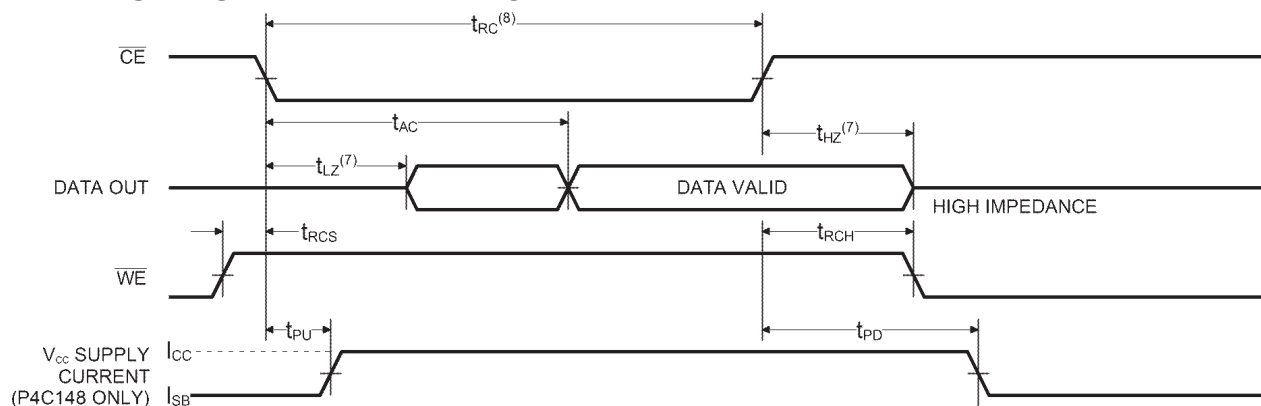 tRC(8)
CE
tAC
tHZ(7)
tLZ(7)
DATA OUT
DATA VALID
HIGH IMPEDANCE
tRCS
tRCH
WE
tPU
tPD
VCC SUPPLY
CURRENT
(P4C148 ONLY)
ICC
ISB